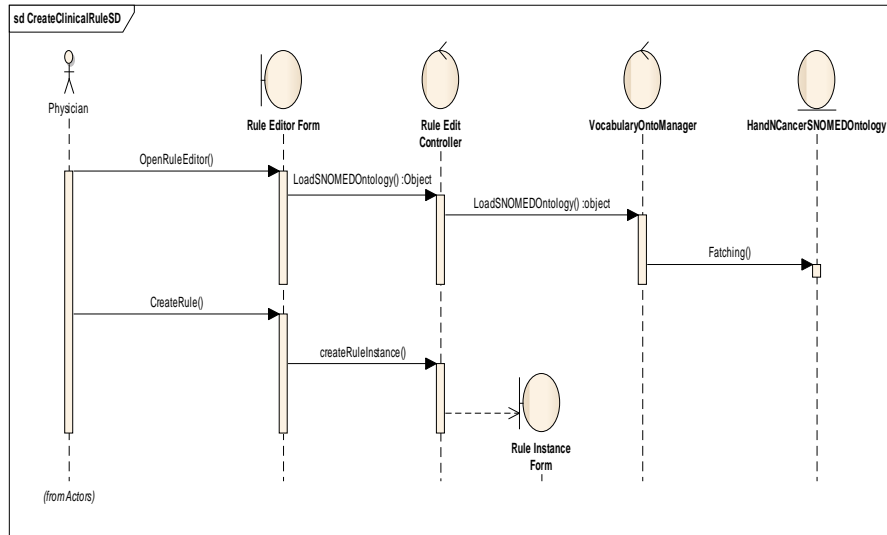 sd CreateClinicalRuleSD
Physician
Rule Editor Form
Rule Edit
Controller
VocabularyOntoManager
HandNCancerSNOMEDOntology
OpenRuleEditor()
LoadSNOMEDOntology() :Object
LoadSNOMEDOntology() :object
Fatching()
CreateRule()
createRuleInstance()
Rule Instance
Form
(from Actors)